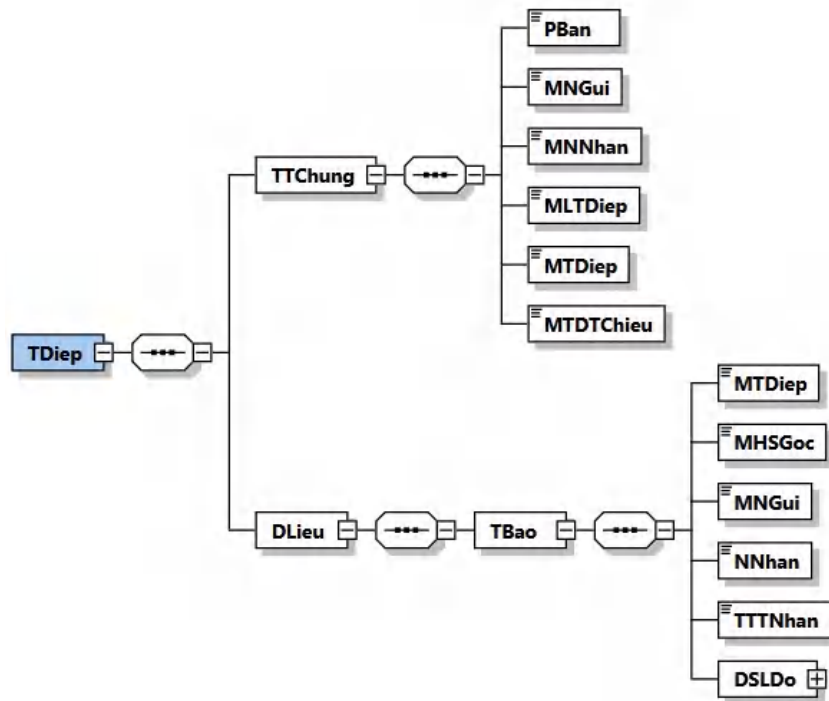 PBan
MNGui
MNNhan
TTChung
MLTDiep
MTDiep
MTDTChieu
TDiep
MTDiep
MHSGoc
MNGui
DLieu
TBao
NNhan
TTTNhan
DSLDo